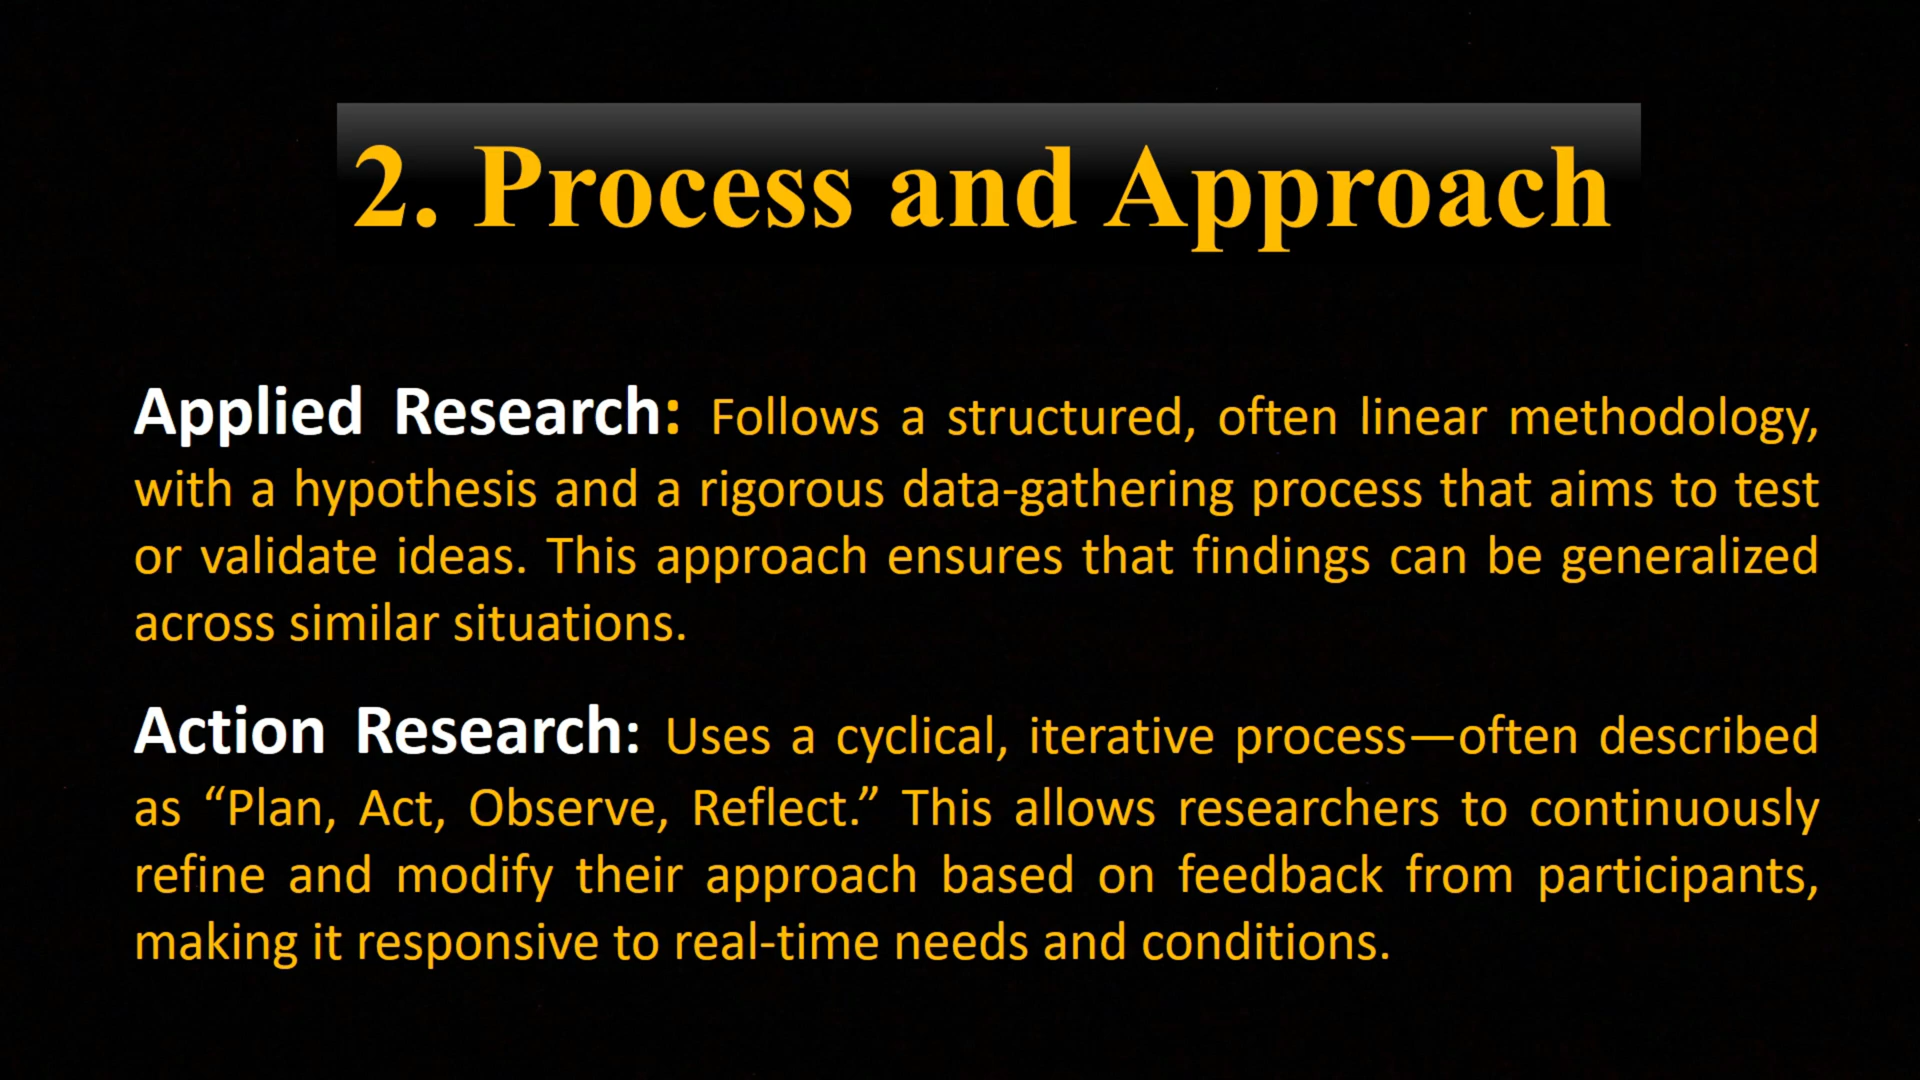 2. Process and Approach
Applied Research: Follows a structured, often linear methodology,
with a hypothesis and a rigorous data-gathering process that aims to test
or validate ideas. This approach ensures that findings can be generalized
across similar situations.
Action Research: Uses a cyclical, iterative process—often described
as “Plan, Act, Observe, Reflect.” This allows researchers to continuously
refine and modify their approach based on feedback from participants,
making it responsive to real-time needs and conditions.